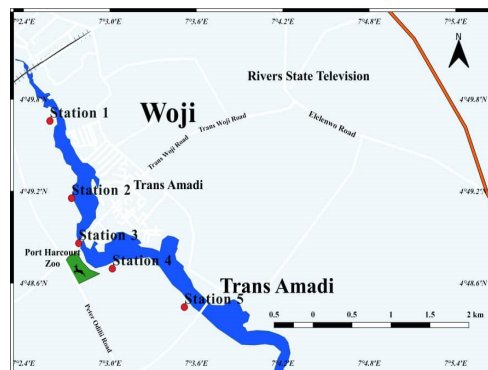 7°2.4'E 7°3.0'E 7°3.6'E 7°4.2'E 7°4.8'E 7°5.4'E
N
Rivers State Television
4°49.8'N 4°49.8'N
Station 1
Woji
Trans Woji Road
Elelenwo Road
Trans Woji Road
4°49.2'N 4°49.2'N
Station 2
Trans Amadi
Station 3
Port Harcourt
Zoo
Station 4
4°48.6'N 4°48.6'N
Trans Amadi
Station 5
Peter Odili Road
0.5 0 0.5 1 1.5 2 km
7°2.4'E 7°3.0'E 7°3.6'E 7°4.2'E 7°4.8'E 7°5.4'E